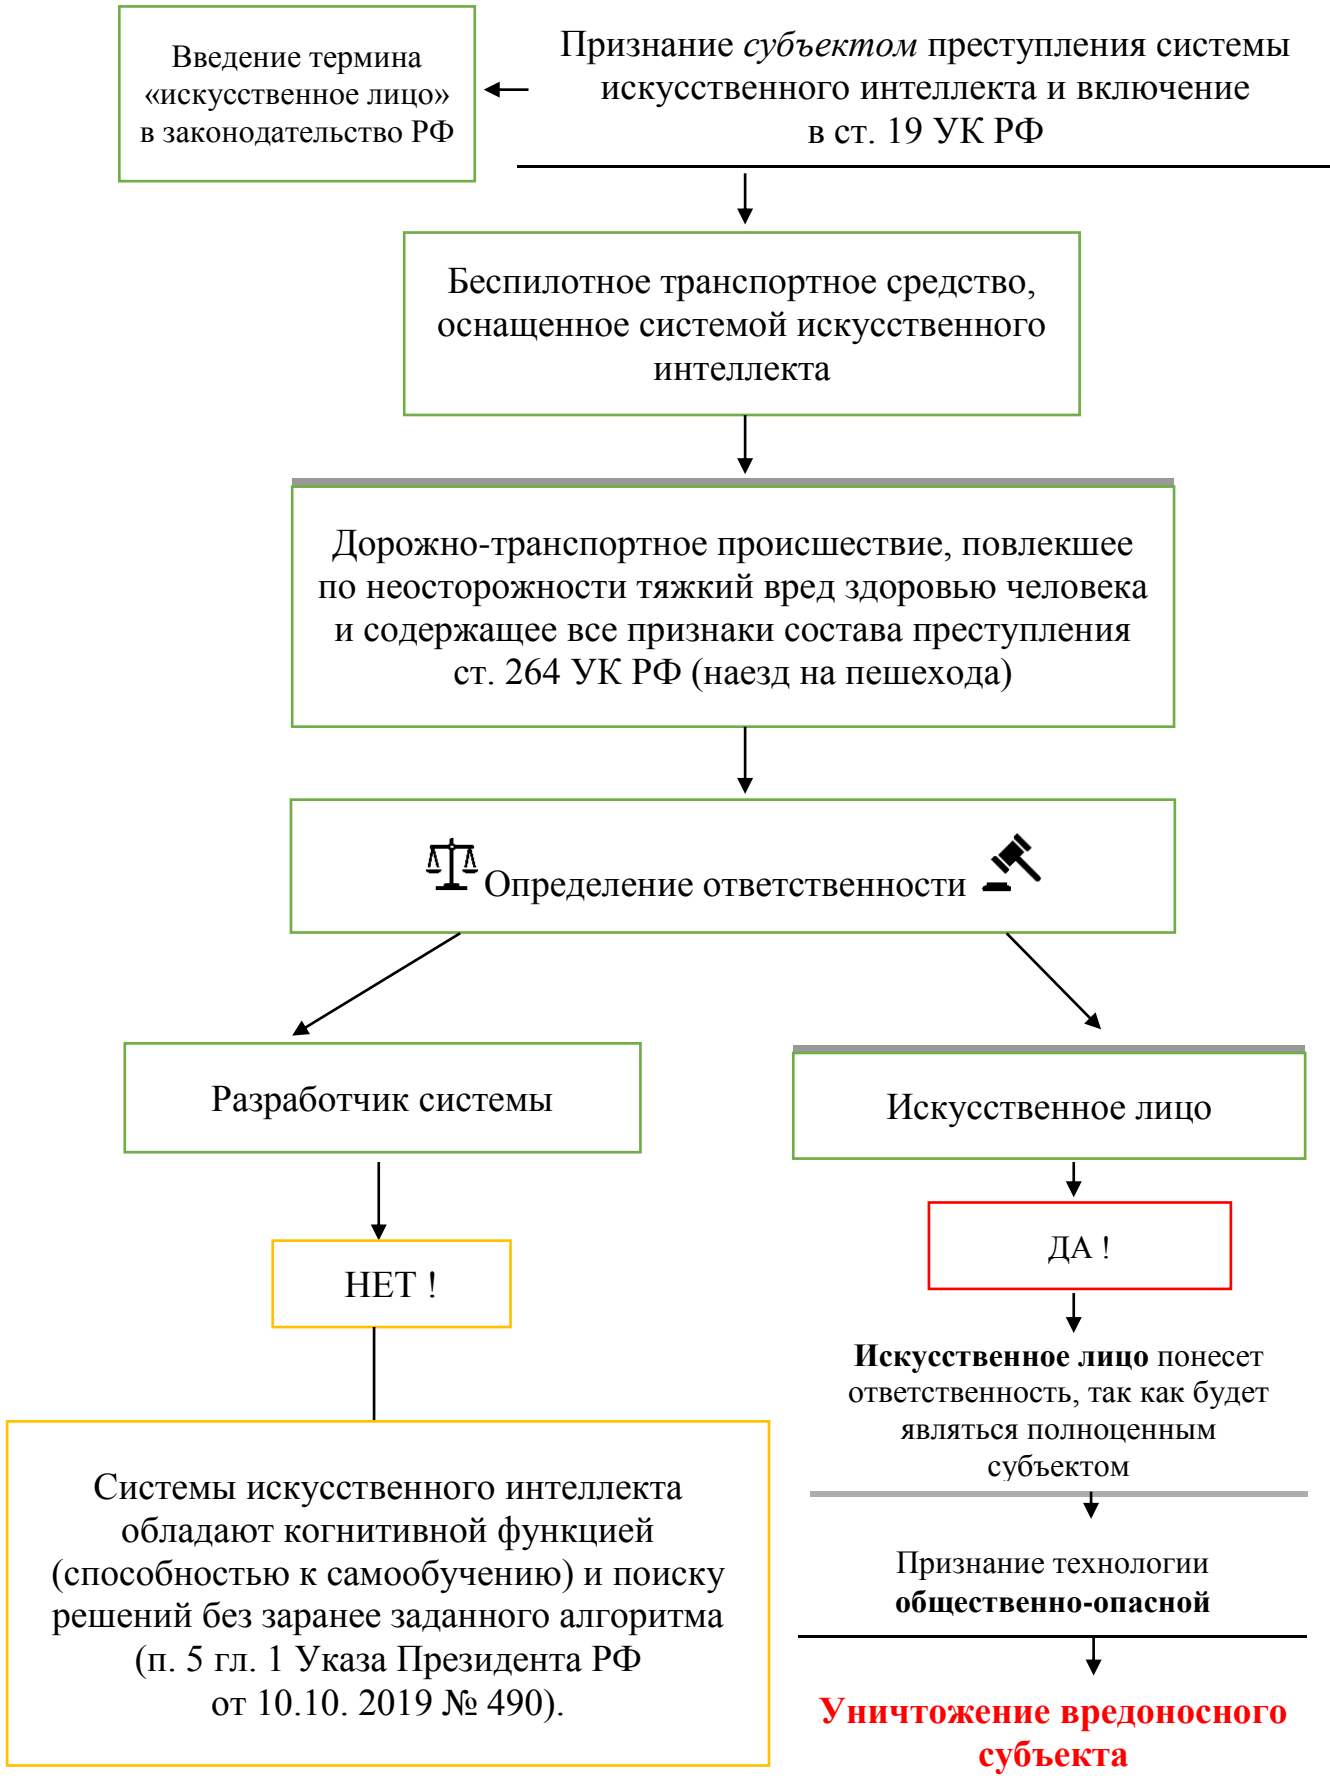 Введение термина
«искусственное лицо»
в законодательство РФ
Признание субъектом преступления системы
искусственного интеллекта и включение
в ст. 19 УК РФ
Беспилотное транспортное средство,
оснащенное системой искусственного
интеллекта
Дорожно-транспортное происшествие, повлекшее
по неосторожности тяжкий вред здоровью человека
и содержащее все признаки состава преступления
ст. 264 УК РФ (наезд на пешехода)
Определение ответственности
Разработчик системы
Искусственное лицо
НЕТ !
ДА !
Искусственное лицо понесет
ответственность, так как будет
являться полноценным
субъектом
Системы искусственного интеллекта
обладают когнитивной функцией
(способностью к самообучению) и поиску
решений без заранее заданного алгоритма
(п. 5 гл. 1 Указа Президента РФ
от 10.10. 2019 № 490).
Признание технологии
общественно-опасной
Уничтожение вредоносного
субъекта